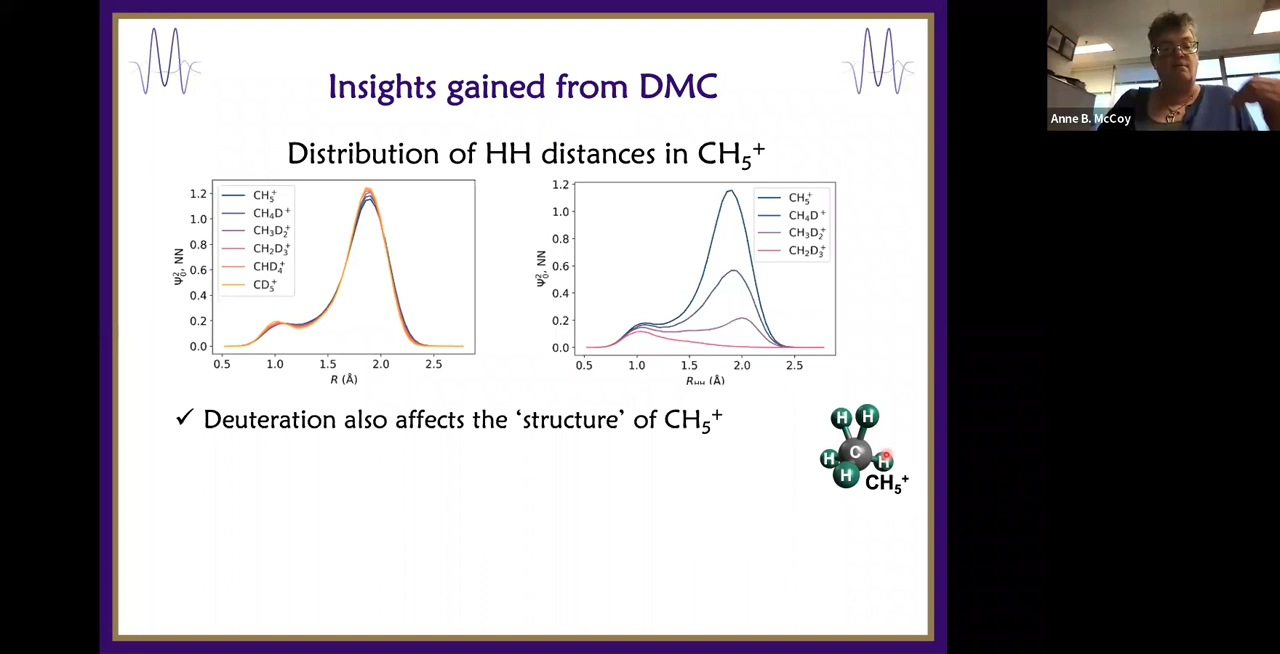 Insights gained from DMC
Distribution of HH distances in CH₅⁺
1.2
1.0
0.8
0.6
0.4
0.2
0.0
Ψ₀², NN
CH₅⁺
CH₄D⁺
CH₃D₂⁺
CH₂D₃⁺
CHD₄⁺
CD₅⁺
0.5 1.0 1.5 2.0 2.5
R (Å)
1.2
1.0
0.8
0.6
0.4
0.2
0.0
Ψ₀², NN
CH₅⁺
CH₄D⁺
CH₃D₂⁺
CH₂D₃⁺
0.5 1.0 1.5 2.0 2.5
R_HH (Å)
✓ Deuteration also affects the ‘structure’ of CH₅⁺
H H
C
H H
H
CH₅⁺
Anne B. McCoy